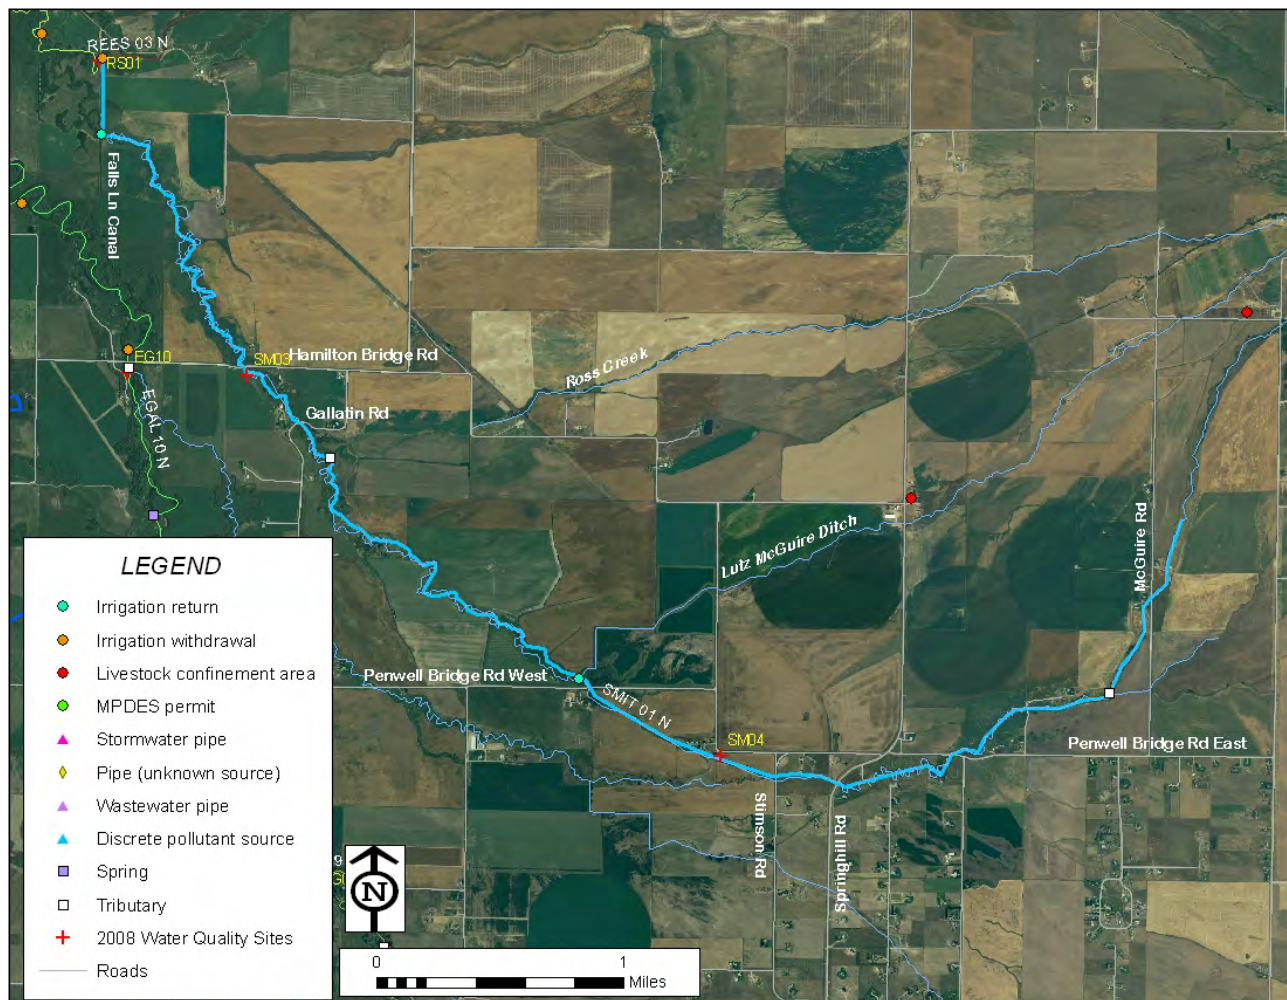 REES 03 N
RS01
Falls Ln Canal
EG10
SM03
Hamilton Bridge Rd
Ross Creek
EGAL 10 N
Gallatin Rd
McGuire Rd
Lutz McGuire Ditch
Penwell Bridge Rd West
SMIT 01 N
SM04
Penwell Bridge Rd East
Stimson Rd
Springhill Rd
LEGEND
Irrigation return
Irrigation withdrawal
Livestock confinement area
MPDES permit
Stormwater pipe
Pipe (unknown source)
Wastewater pipe
Discrete pollutant source
Spring
Tributary
2008 Water Quality Sites
Roads
N
0 1
Miles